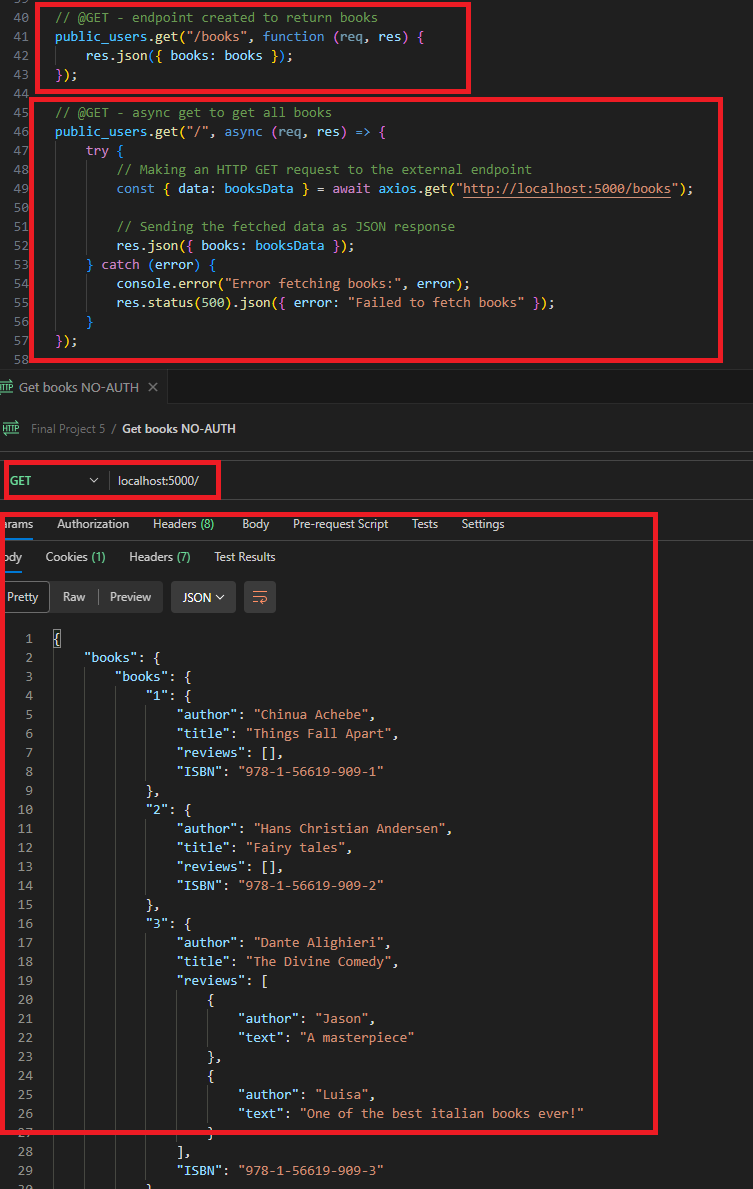 40 // @GET - endpoint created to return books
41 public_users.get("/books", function (req, res) {
42 res.json({ books: books });
43 });
44
45 // @GET - async get to get all books
46 public_users.get("/", async (req, res) => {
47 try {
48 // Making an HTTP GET request to the external endpoint
49 const { data: booksData } = await axios.get("http://localhost:5000/books");
50
51 // Sending the fetched data as JSON response
52 res.json({ books: booksData });
53 } catch (error) {
54 console.error("Error fetching books:", error);
55 res.status(500).json({ error: "Failed to fetch books" });
56 }
57 });
58
HTTP Get books NO-AUTH ×
HTTP Final Project 5 / Get books NO-AUTH
GET localhost:5000/
arams Authorization Headers (8) Body Pre-request Script Tests Settings
ody Cookies (1) Headers (7) Test Results
Pretty Raw Preview JSON
1 {
2 "books": {
3 "books": {
4 "1": {
5 "author": "Chinua Achebe",
6 "title": "Things Fall Apart",
7 "reviews": [],
8 "ISBN": "978-1-56619-909-1"
9 },
10 "2": {
11 "author": "Hans Christian Andersen",
12 "title": "Fairy tales",
13 "reviews": [],
14 "ISBN": "978-1-56619-909-2"
15 },
16 "3": {
17 "author": "Dante Alighieri",
18 "title": "The Divine Comedy",
19 "reviews": [
20 {
21 "author": "Jason",
22 "text": "A masterpiece"
23 },
24 {
25 "author": "Luisa",
26 "text": "One of the best italian books ever!"
27 }
28 ],
29 "ISBN": "978-1-56619-909-3"